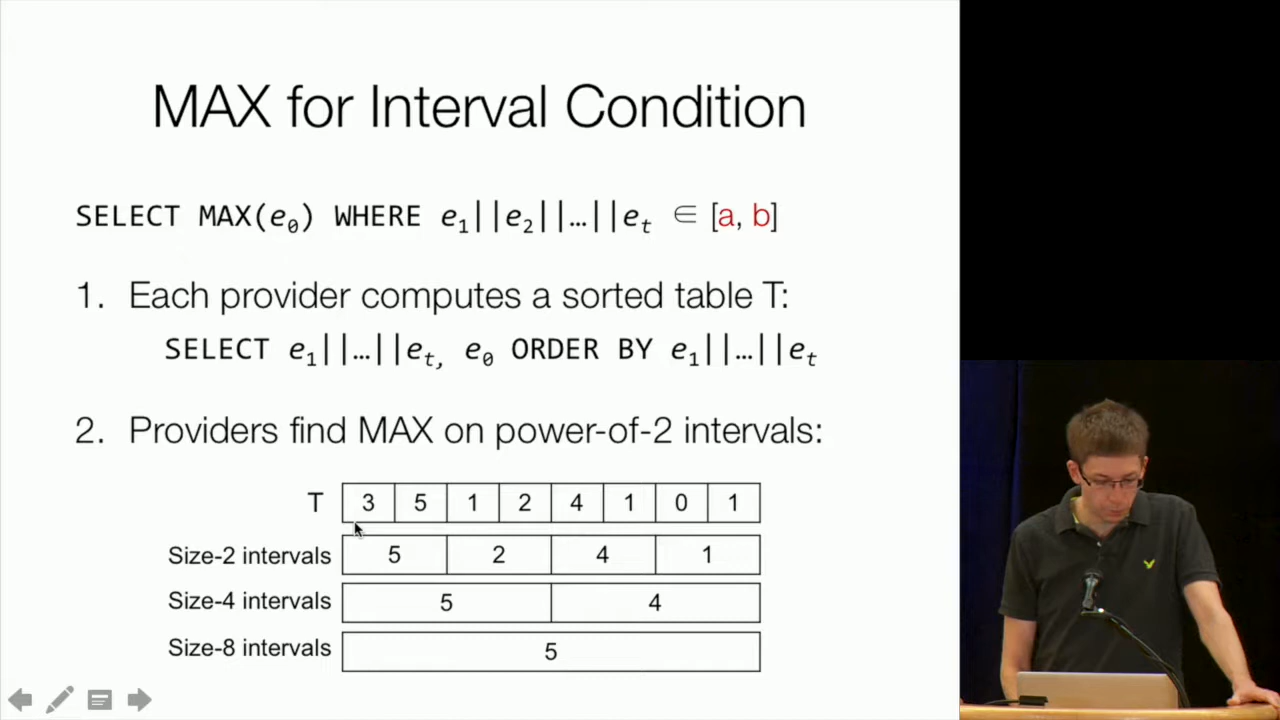 MAX for Interval Condition
SELECT MAX(e₀) WHERE e₁||e₂||…||eₜ ∈ [a, b]
1. Each provider computes a sorted table T:
SELECT e₁||…||eₜ, e₀ ORDER BY e₁||…||eₜ
2. Providers find MAX on power-of-2 intervals:
T 3 5 1 2 4 1 0 1
Size-2 intervals 5 2 4 1
Size-4 intervals 5 4
Size-8 intervals 5